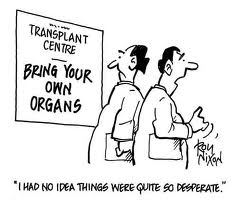 TRANSPLANT
CENTRE
BRING YOUR
OWN
ORGANS
ROY
NIXON
"I HAD NO IDEA THINGS WERE QUITE SO DESPERATE."